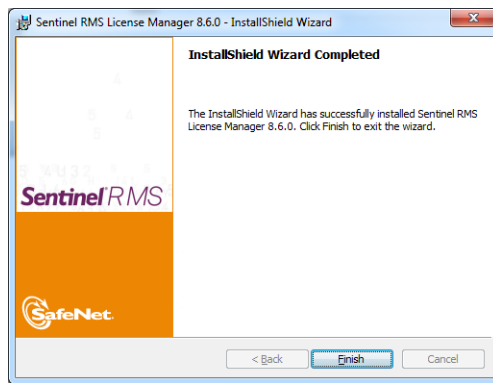 Sentinel RMS License Manager 8.6.0 - InstallShield Wizard
InstallShield Wizard Completed
The InstallShield Wizard has successfully installed Sentinel RMS
License Manager 8.6.0. Click Finish to exit the wizard.
Sentinel RMS
SafeNet.
< Back
Finish
Cancel